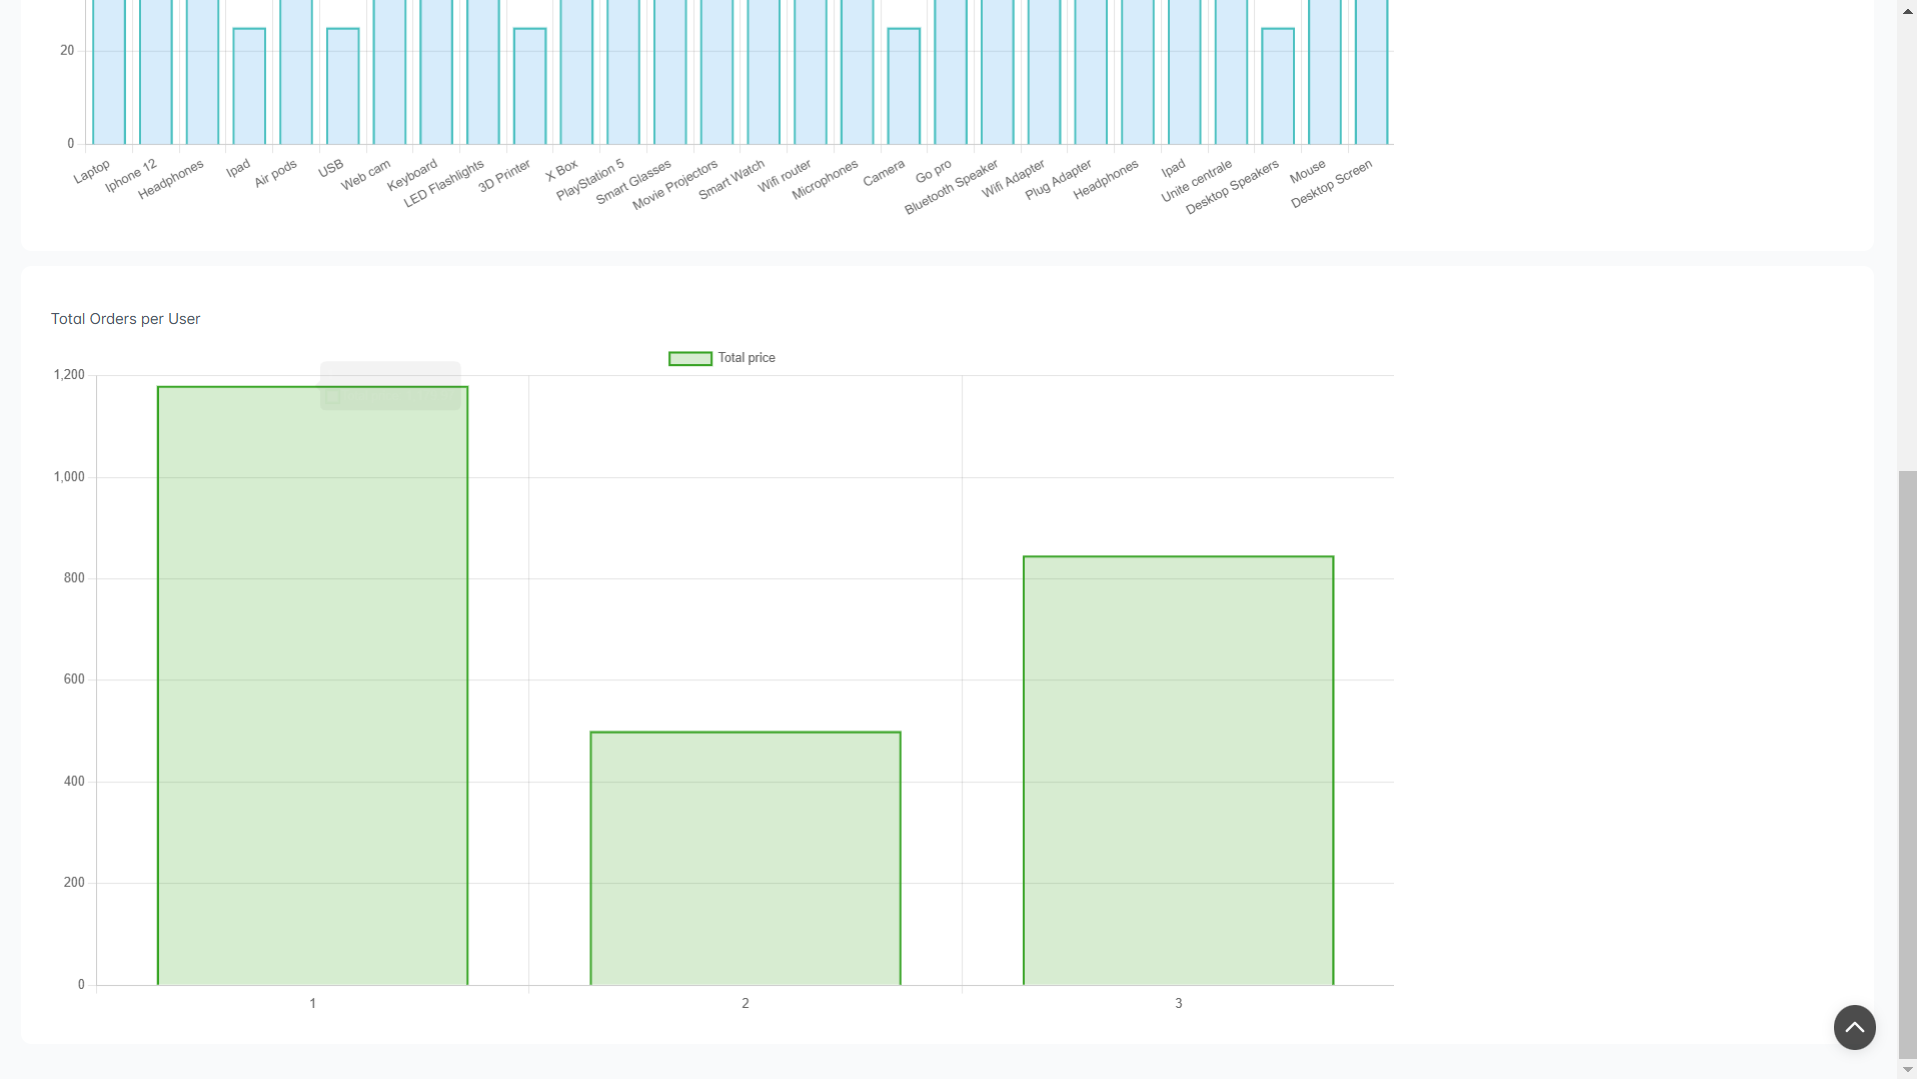 20
0
Laptop
Iphone 12
Headphones
Ipad
Air pods
USB
Web cam
Keyboard
LED Flashlights
3D Printer
X Box
PlayStation 5
Smart Glasses
Movie Projectors
Smart Watch
Wifi router
Microphones
Camera
Go pro
Bluetooth Speaker
Wifi Adapter
Plug Adapter
Headphones
Ipad
Unite centrale
Desktop Speakers
Mouse
Desktop Screen
Total Orders per User
Total price
1,200
1,000
800
600
400
200
0
1
2
3